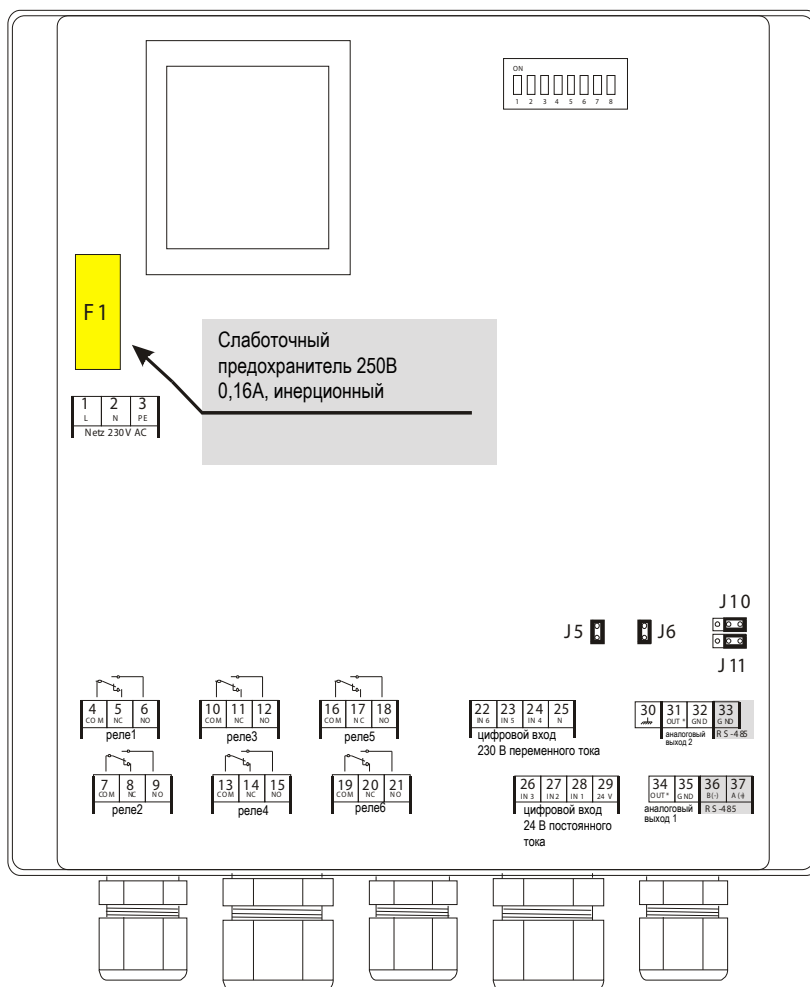 ON
1 2 3 4 5 6 7 8
F 1
Слаботочный
предохранитель 250В
0,16А, инерционный
1 2 3
L N PE
Netz 230 V AC
J 10
J 5 J 6
J 11
4 5 6
COM NC NO
реле1
10 11 12
COM NC NO
реле3
16 17 18
COM NC NO
реле5
22 23 24 25
IN 6 IN 5 IN 4 N
цифровой вход
230 В переменного тока
30 31 32 33
OUT + GND GND
аналоговый
выход 2
RS-485
7 8 9
COM NC NO
реле2
13 14 15
COM NC NO
реле4
19 20 21
COM NC NO
реле6
26 27 28 29
IN 3 IN 2 IN 1 24 V
цифровой вход
24 В постоянного
тока
34 35 36 37
OUT + GND B(-) A (+
аналоговый
выход 1
RS-485